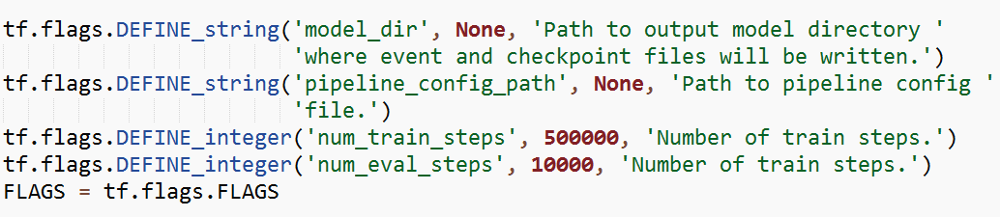 tf.flags.DEFINE_string('model_dir', None, 'Path to output model directory '
                       'where event and checkpoint files will be written.')
tf.flags.DEFINE_string('pipeline_config_path', None, 'Path to pipeline config '
                       'file.')
tf.flags.DEFINE_integer('num_train_steps', 500000, 'Number of train steps.')
tf.flags.DEFINE_integer('num_eval_steps', 10000, 'Number of train steps.')
FLAGS = tf.flags.FLAGS